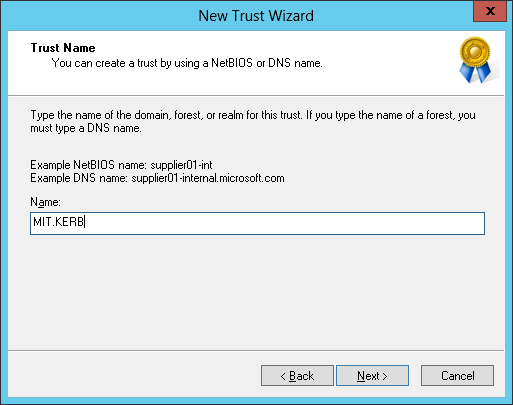 New Trust Wizard
x
Trust Name
You can create a trust by using a NetBIOS or DNS name.
Type the name of the domain, forest, or realm for this trust. If you type the name of a forest, you
must type a DNS name.
Example NetBIOS name: supplier01-int
Example DNS name: supplier01-internal.microsoft.com
Name:
MIT.KERB
< Back Next > Cancel